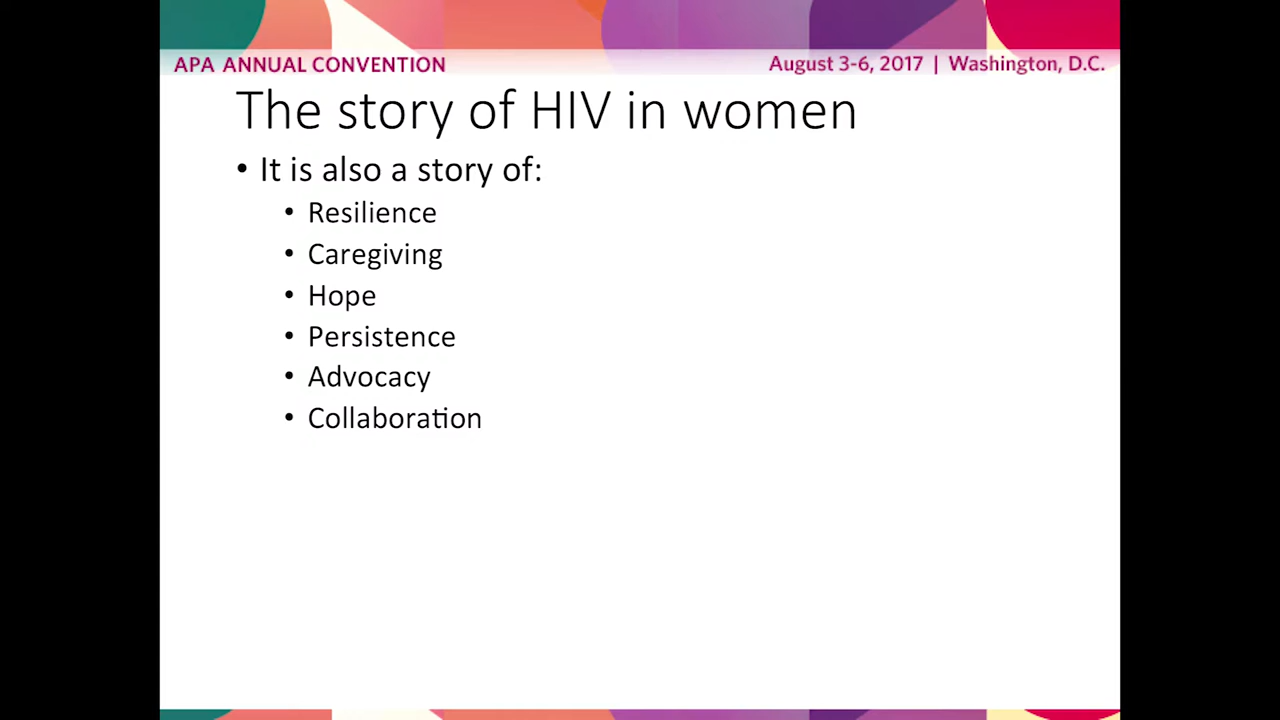 APA ANNUAL CONVENTION
August 3-6, 2017 | Washington, D.C.
The story of HIV in women
• It is also a story of:
• Resilience
• Caregiving
• Hope
• Persistence
• Advocacy
• Collaboration